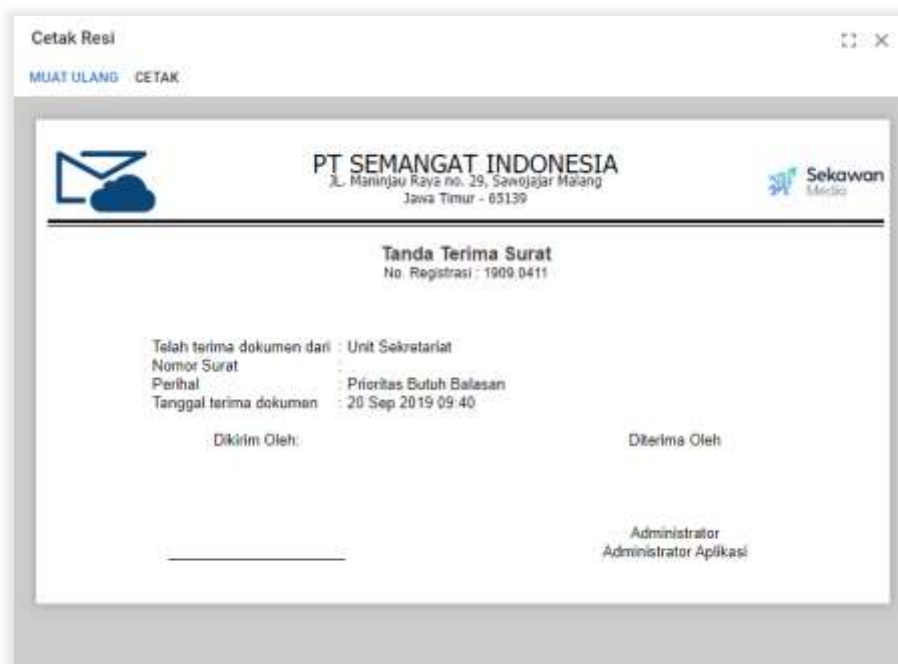 Cetak Resi
MUAT ULANG CETAK
PT SEMANGAT INDONESIA
JL. Maninjau Raya no. 29, Sawojajar Malang
Jawa Timur - 65139
Sekawan
Media
Tanda Terima Surat
No. Registrasi : 1909.0411
Telah terima dokumen dari : Unit Sekretariat
Nomor Surat :
Perihal : Prioritas Butuh Balasan
Tanggal terima dokumen : 20 Sep 2019 09:40
Dikirim Oleh: Diterima Oleh
Administrator
Administrator Aplikasi